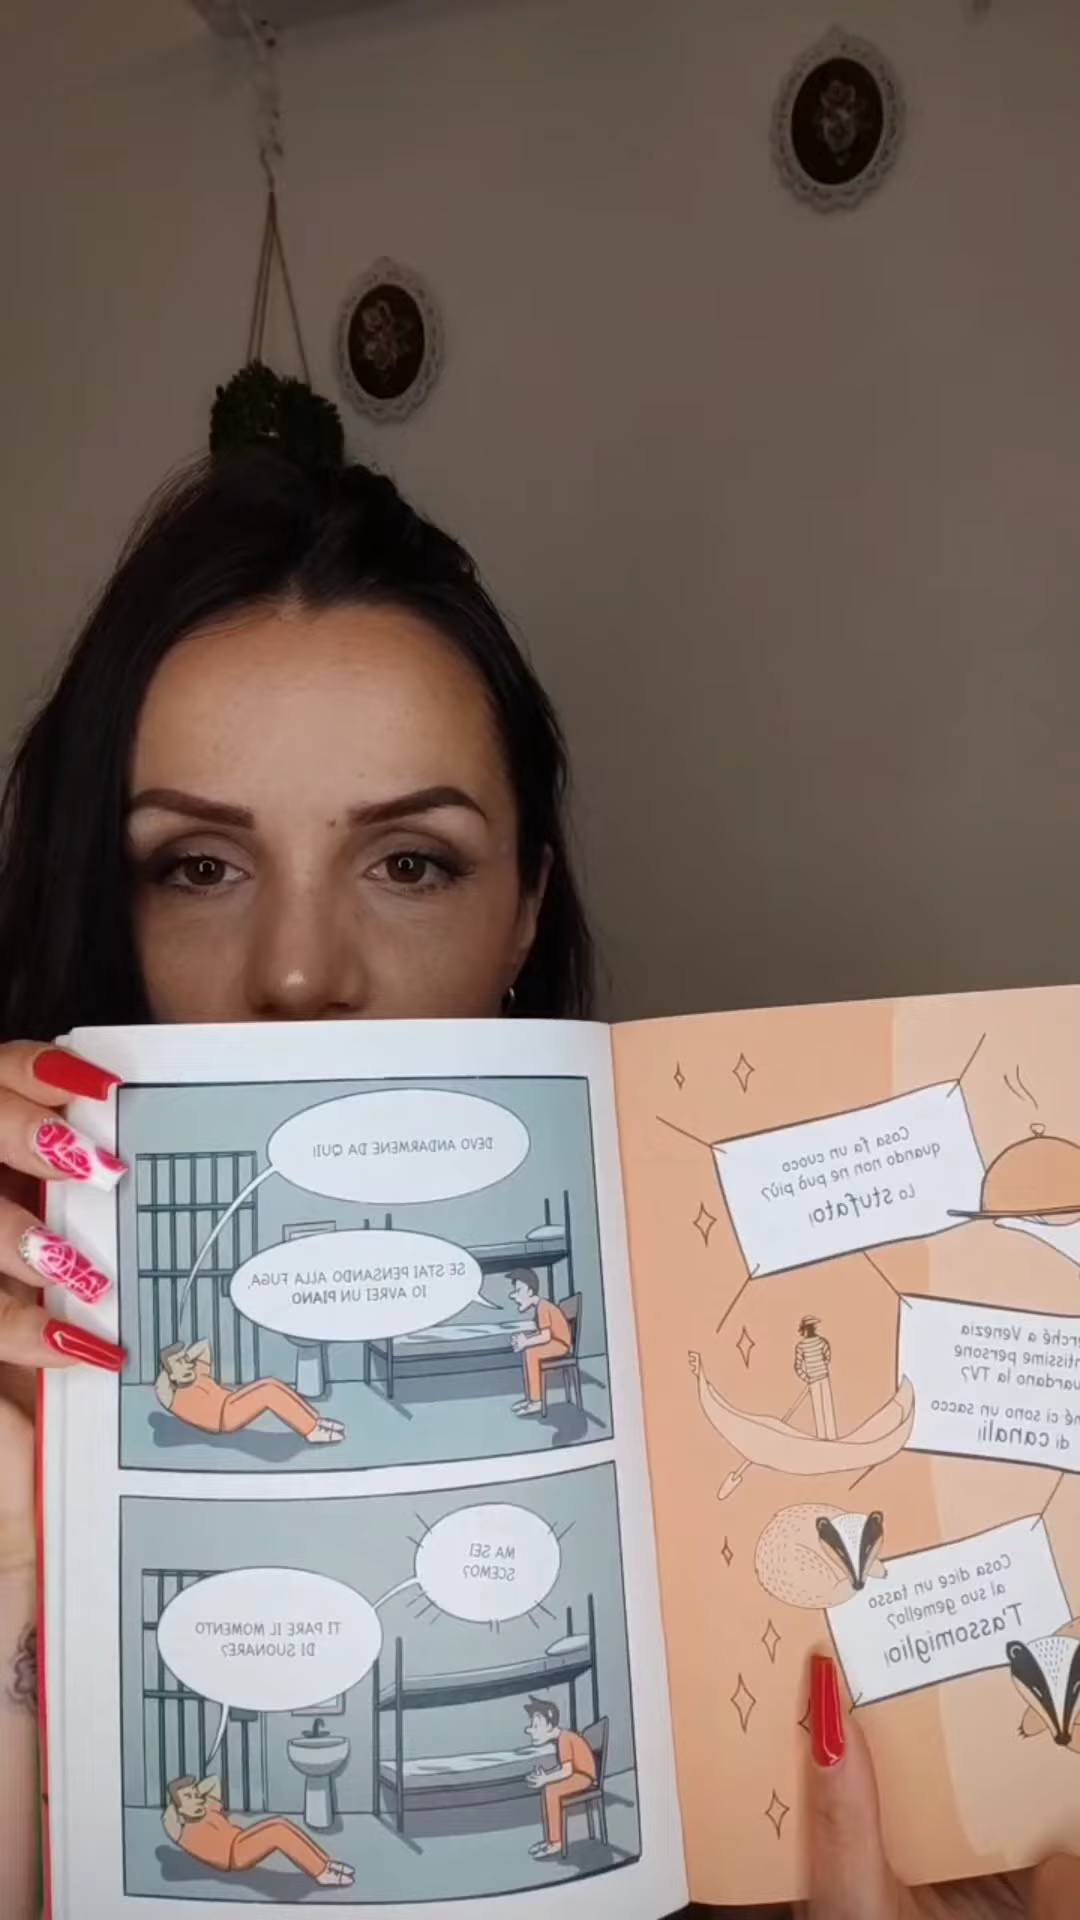 DEVO ANDARMENE DA QUI!
SE STAI PENSANDO ALLA FUGA,
IO AVREI UN PIANO
MA SEI
SCEMO?
TI PARE IL MOMENTO
DI SUONARE?
Cosa fa un cuoco
quando non ne può più?
Lo stufato!
a Venezia
persone
la TV?
ci sono un sacco
di canali!
Cosa dice un tasso
al suo gemello?
T'assomiglio!